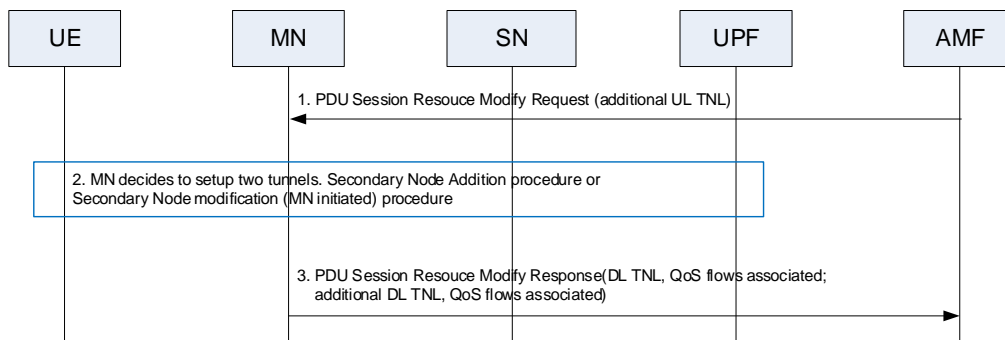 UE
MN
SN
UPF
AMF
1. PDU Session Resouce Modify Request (additional UL TNL)
2. MN decides to setup two tunnels. Secondary Node Addition procedure or
Secondary Node modification (MN initiated) procedure
3. PDU Session Resouce Modify Response(DL TNL, QoS flows associated;
additional DL TNL, QoS flows associated)